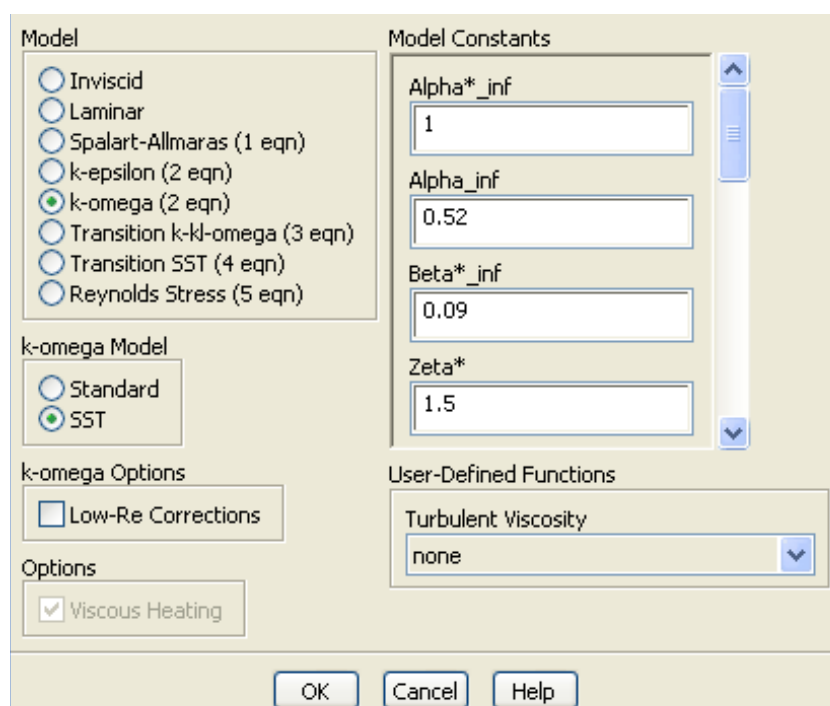 Model
Inviscid
Laminar
Spalart-Allmaras (1 eqn)
k-epsilon (2 eqn)
k-omega (2 eqn)
Transition k-kl-omega (3 eqn)
Transition SST (4 eqn)
Reynolds Stress (5 eqn)
k-omega Model
Standard
SST
k-omega Options
Low-Re Corrections
Options
Viscous Heating
Model Constants
Alpha*_inf
1
Alpha_inf
0.52
Beta*_inf
0.09
Zeta*
1.5
User-Defined Functions
Turbulent Viscosity
none
OK
Cancel
Help